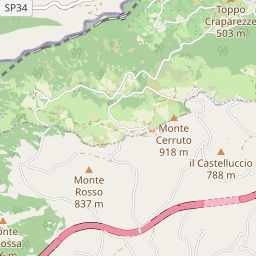 SP34
Toppo
Craparezze
503 m
Monte
Cerruto
918 m
il Castelluccio
788 m
Monte
Rosso
837 m